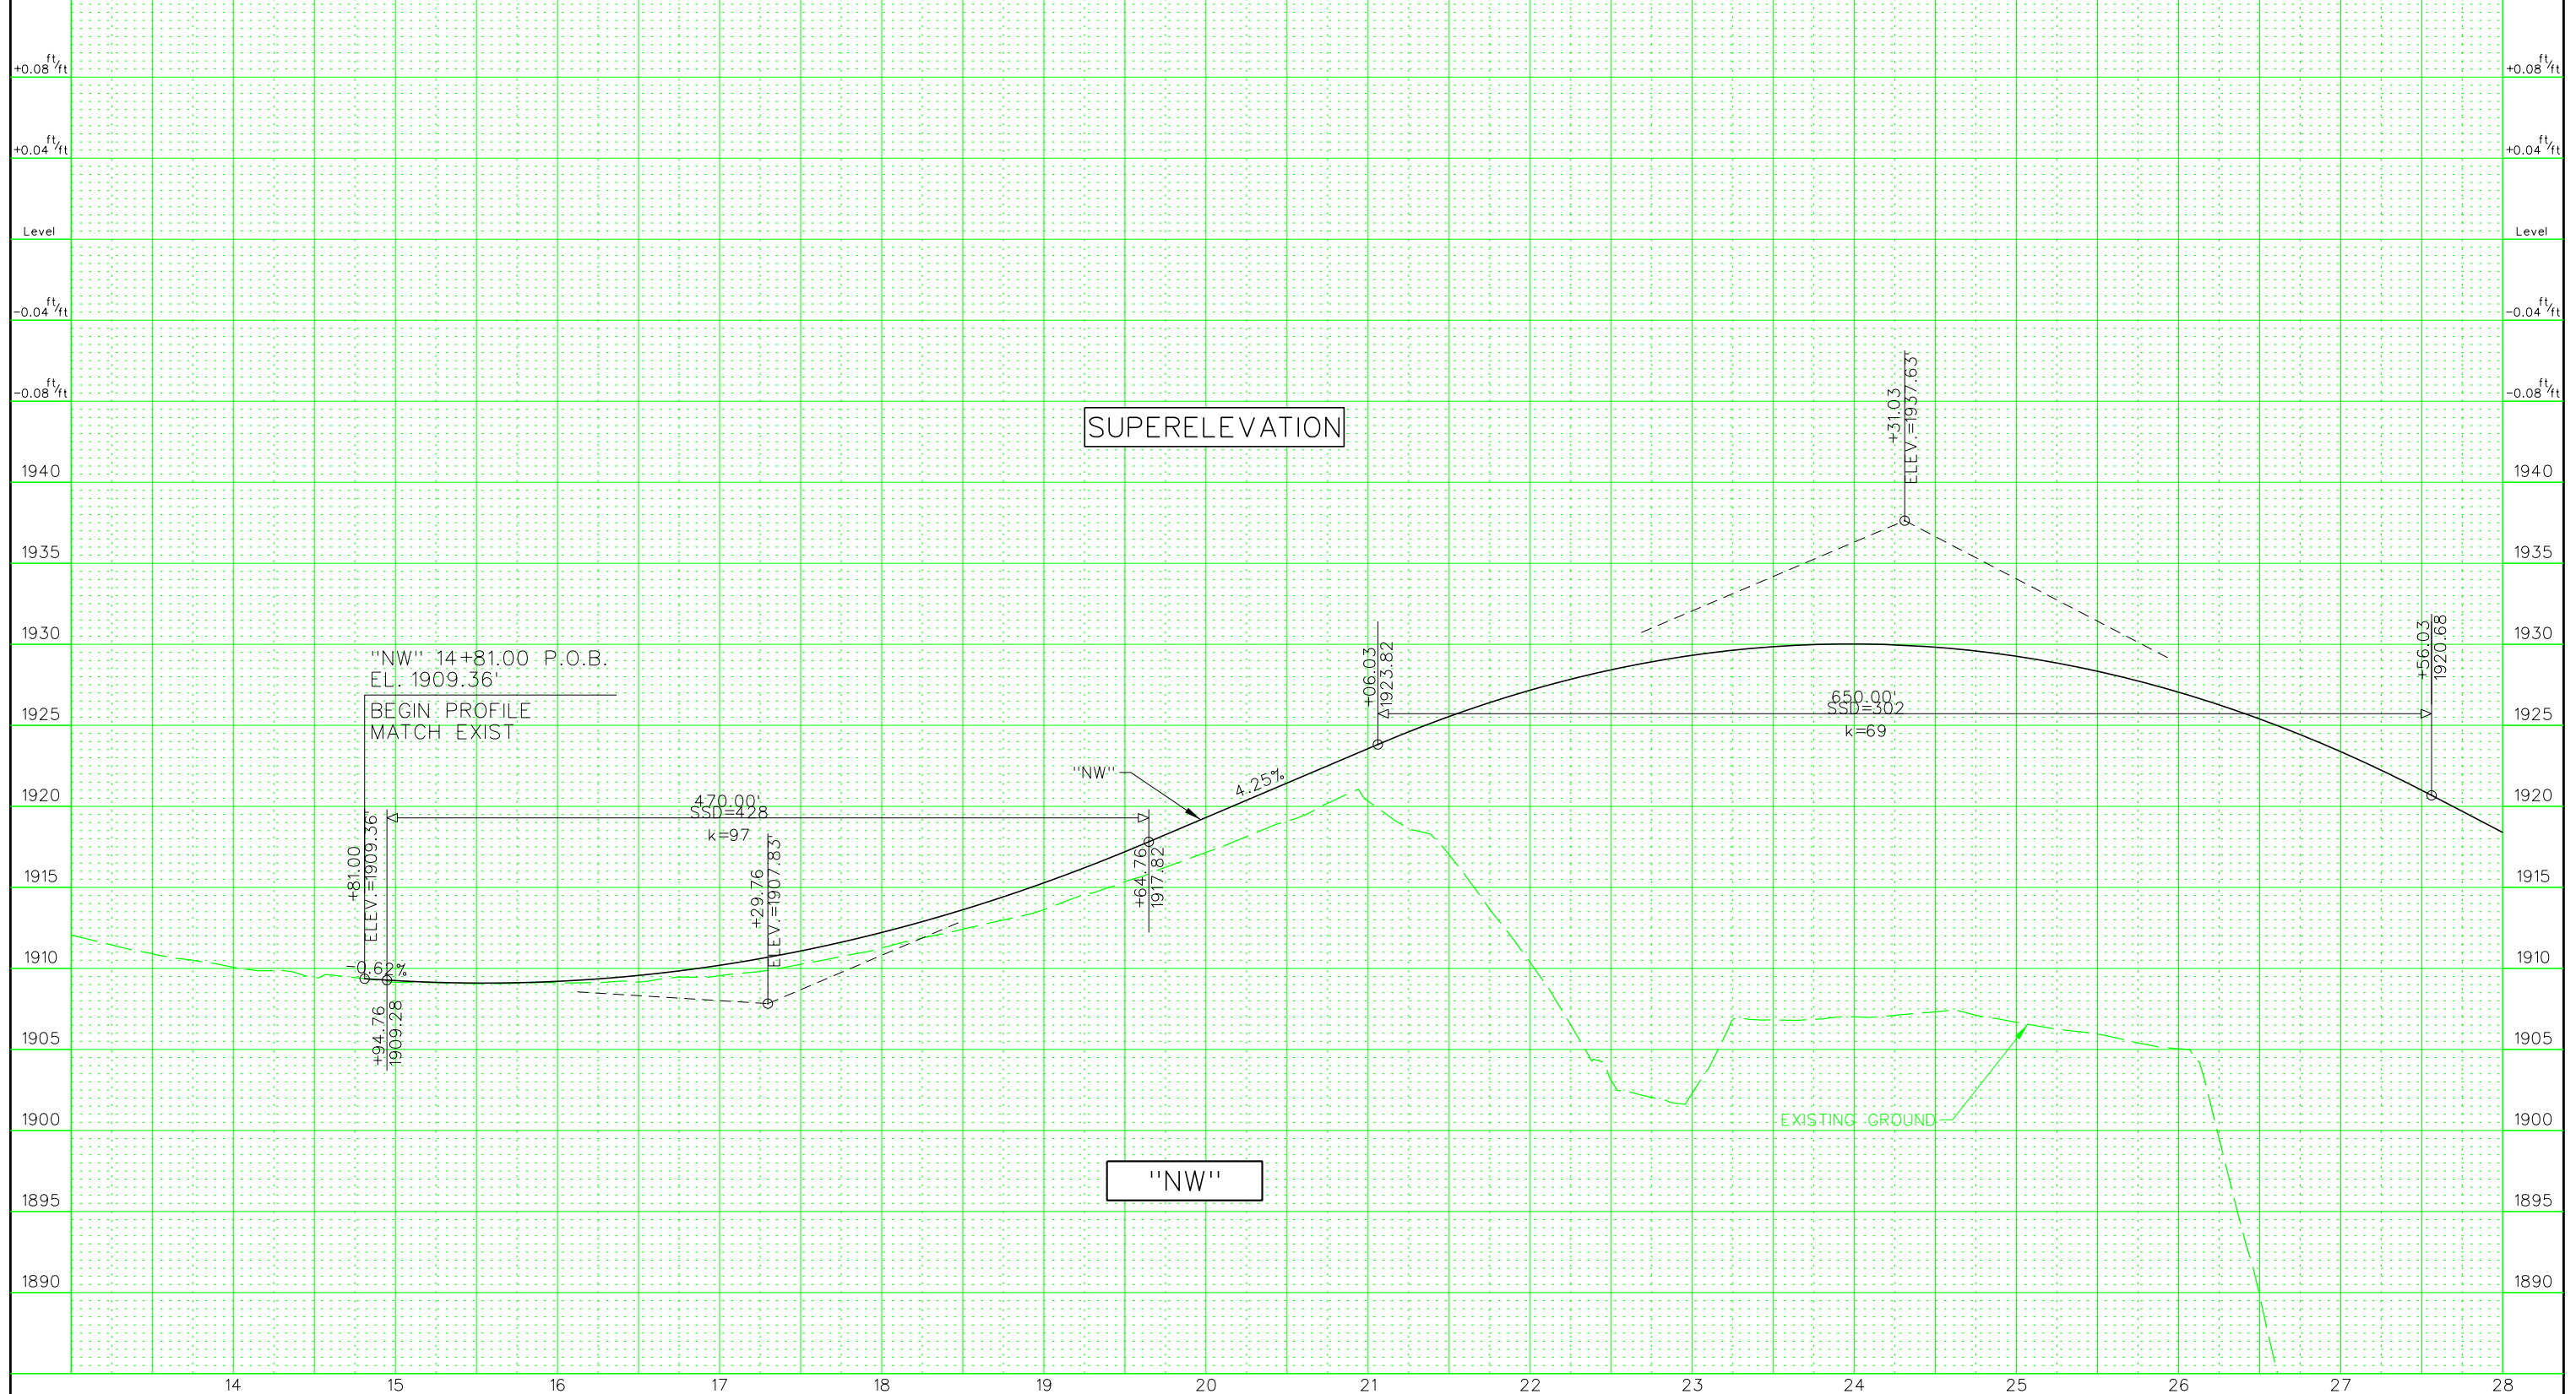 +0.08 ft/ft
+0.08 ft/ft
+0.04 ft/ft
+0.04 ft/ft
Level
Level
-0.04 ft/ft
-0.04 ft/ft
-0.08 ft/ft
-0.08 ft/ft
SUPERELEVATION
+31.03
ELEV.=1937.63'
1940
1940
1935
1935
1930
1930
"NW" 14+81.00 P.O.B.
EL. 1909.36'
BEGIN PROFILE
MATCH EXIST
+06.03
1923.82
+56.03
1920.68
650.00'
SSD=302
k=69
1925
1925
"NW"
4.25%
1920
1920
470.00'
SSD=428
k=97
+81.00
ELEV.=1909.36'
+29.76
ELEV.=1907.83'
+64.76
1917.82'
1915
1915
1910
1910
-0.62%
+94.76
1909.28
1905
1905
1900
1900
EXISTING GROUND
"NW"
1895
1895
1890
1890
14 15 16 17 18 19 20 21 22 23 24 25 26 27 28